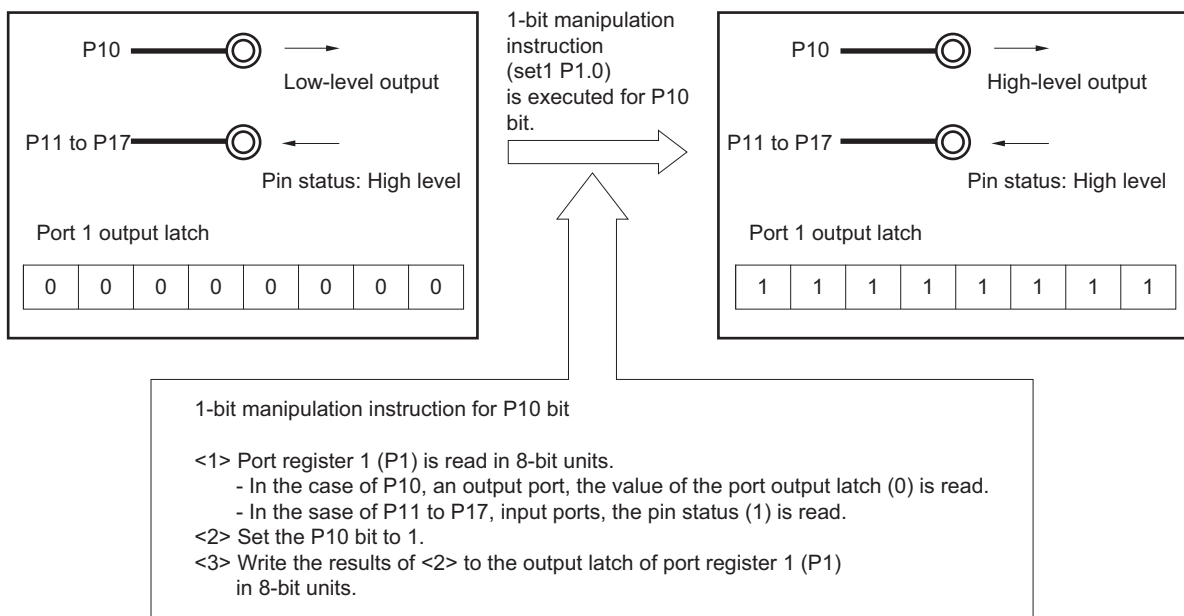 P10
Low-level output
P11 to P17
Pin status: High level
Port 1 output latch
0 0 0 0 0 0 0 0
1-bit manipulation
instruction
(set1 P1.0)
is executed for P10
bit.
P10
High-level output
P11 to P17
Pin status: High level
Port 1 output latch
1 1 1 1 1 1 1 1
1-bit manipulation instruction for P10 bit
<1> Port register 1 (P1) is read in 8-bit units.
- In the case of P10, an output port, the value of the port output latch (0) is read.
- In the sase of P11 to P17, input ports, the pin status (1) is read.
<2> Set the P10 bit to 1.
<3> Write the results of <2> to the output latch of port register 1 (P1)
in 8-bit units.